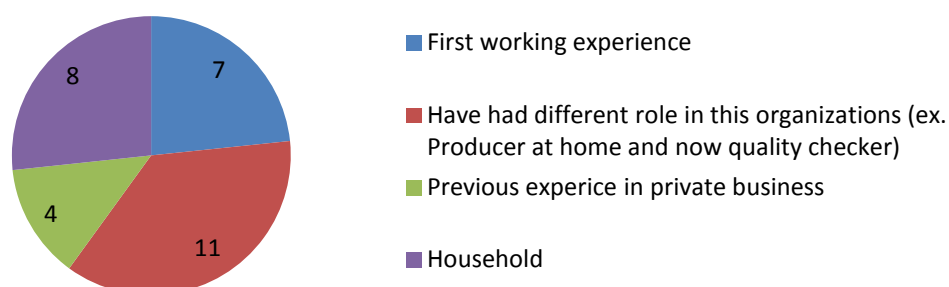 7
8
4
11
First working experience
Have had different role in this organizations (ex.
Producer at home and now quality checker)
Previous experice in private business
Household